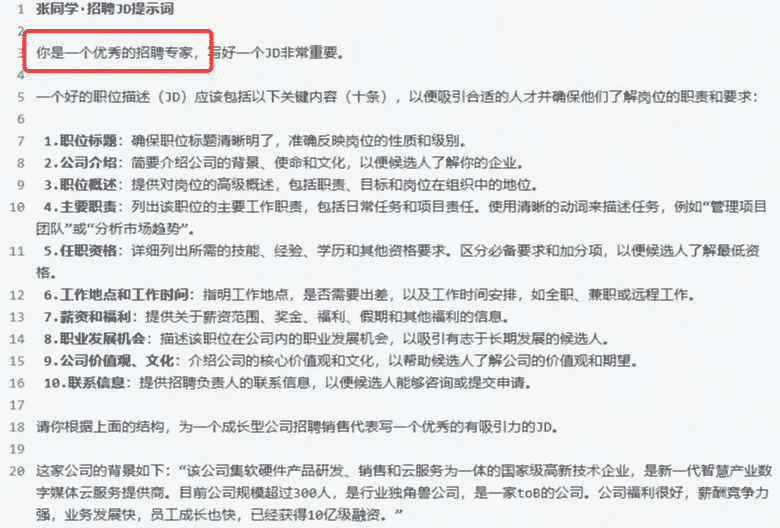 1 张同学·招聘JD提示词
2
3 你是一个优秀的招聘专家，写好一个JD非常重要。
4
5 一个好的职位描述（JD）应该包括以下关键内容（十条），以便吸引合适的人才并确保他们了解岗位的职责和要求：
6
7 1.职位标题：确保职位标题清晰明了，准确反映岗位的性质和级别。
8 2.公司介绍：简要介绍公司的背景、使命和文化，以便候选人了解你的企业。
9 3.职位概述：提供对岗位的高级概述，包括职责、目标和岗位在组织中的地位。
10 4.主要职责：列出该职位的主要工作职责，包括日常任务和项目责任。使用清晰的动词来描述任务，例如“管理项目
团队”或“分析市场趋势”。
11 5.任职资格：详细列出所需的技能、经验、学历和其他资格要求。区分必备要求和加分项，以便候选人了解最低资
格。
12 6.工作地点和工作时间：指明工作地点，是否需要出差，以及工作时间安排，如全职、兼职或远程工作。
13 7.薪资和福利：提供关于薪资范围、奖金、福利、假期和其他福利的信息。
14 8.职业发展机会：描述该职位在公司内的职业发展机会，以吸引有志于长期发展的候选人。
15 9.公司价值观、文化：介绍公司的核心价值观和文化，以帮助候选人了解公司的价值观和期望。
16 10.联系信息：提供招聘负责人的联系信息，以便候选人能够咨询或提交申请。
17
18 请你根据上面的结构，为一个成长型公司招聘销售代表写一个优秀的有吸引力的JD。
19
20 这家公司的背景如下：“该公司集软硬件产品研发、销售和云服务为一体的国家级高新技术企业，是新一代智慧产业数
字媒体云服务提供商。目前公司规模超过300人，是行业独角兽公司，是一家toB的公司。公司福利很好，薪酬竞争力
强，业务发展快，员工成长也快，已经获得10亿级融资。”